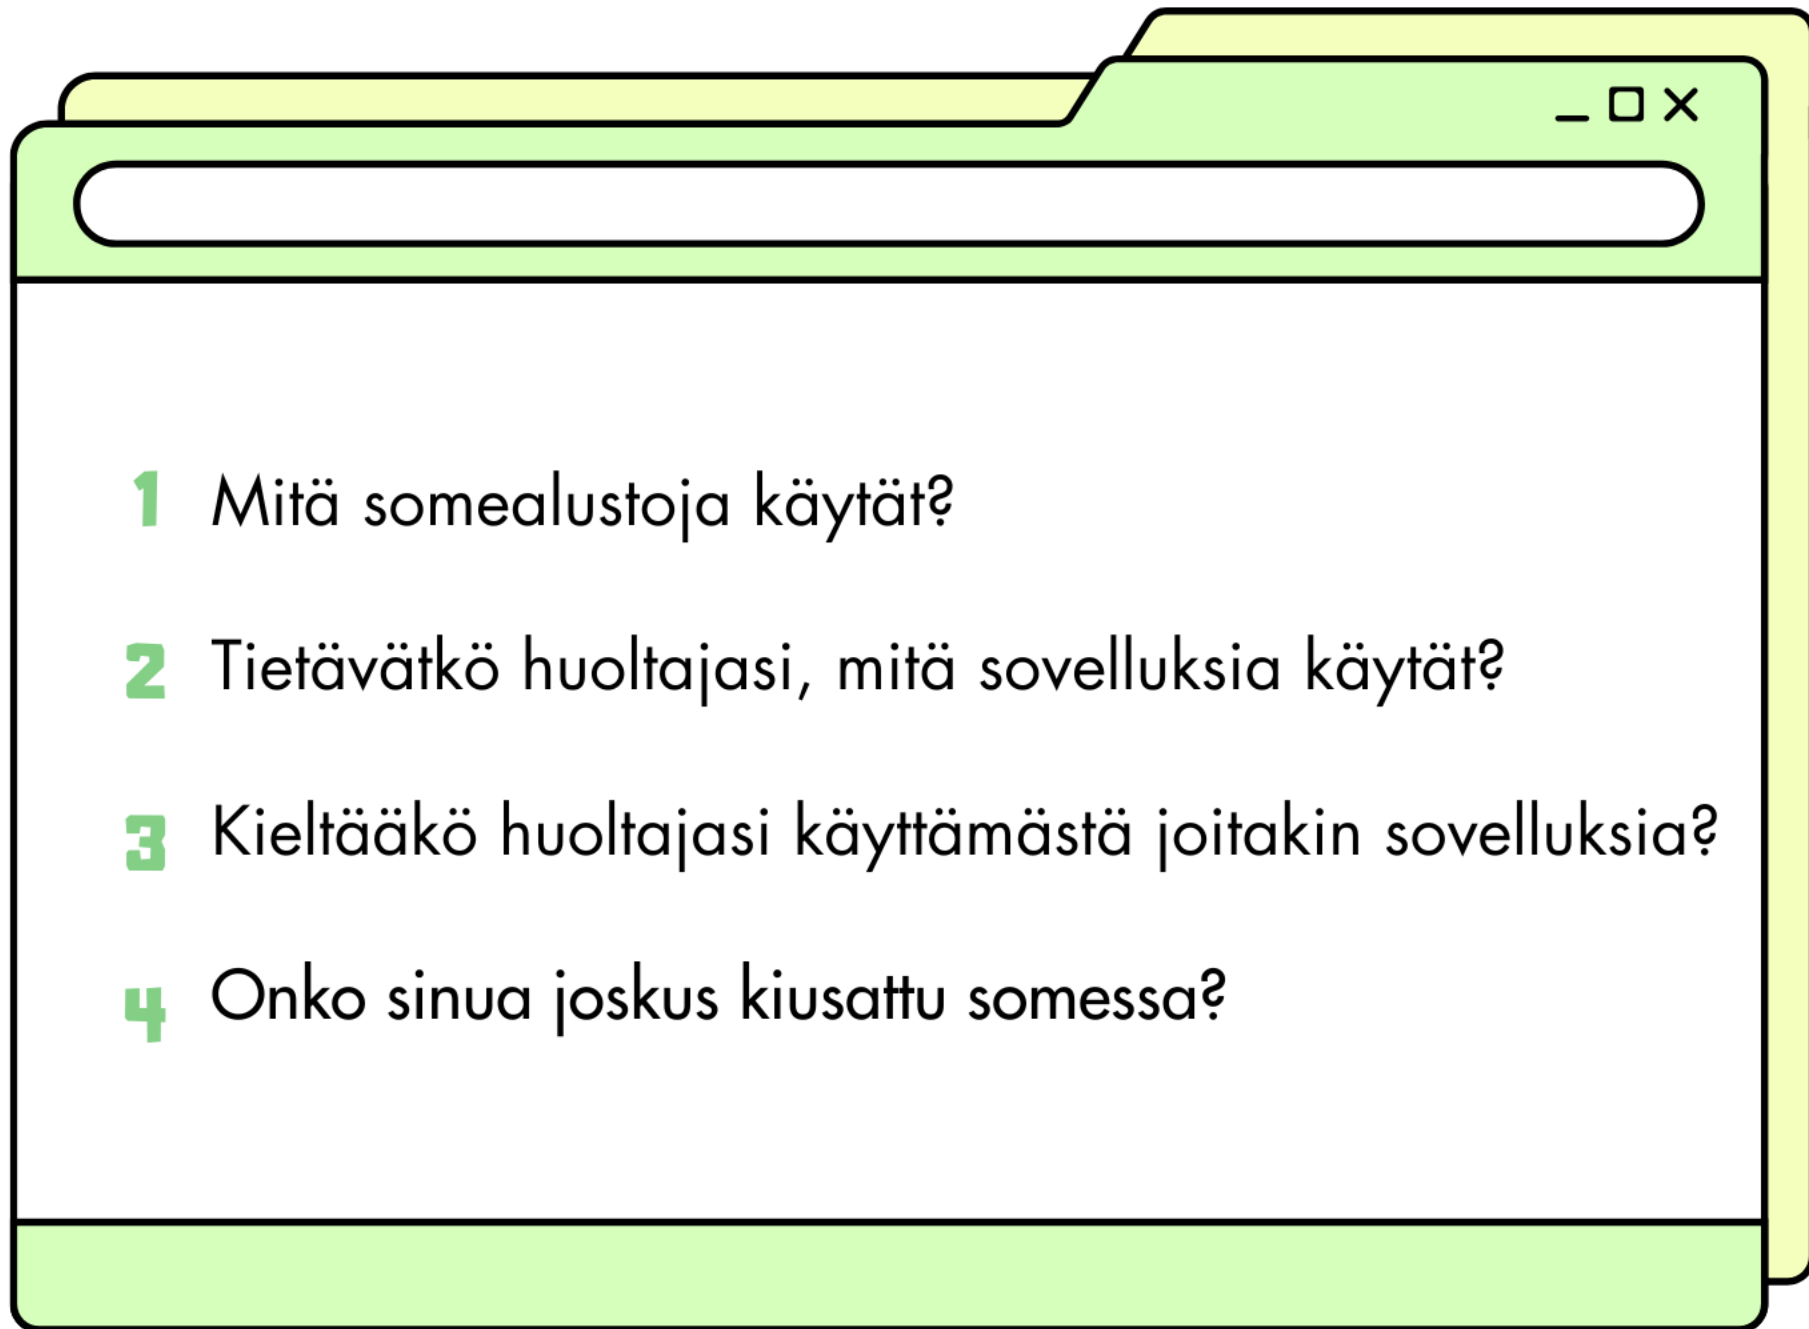 1 Mitä somealustoja käytät?
2 Tietävätkö huoltajasi, mitä sovelluksia käytät?
3 Kieltääkö huoltajasi käyttämästä joitakin sovelluksia?
4 Onko sinua joskus kiusattu somessa?